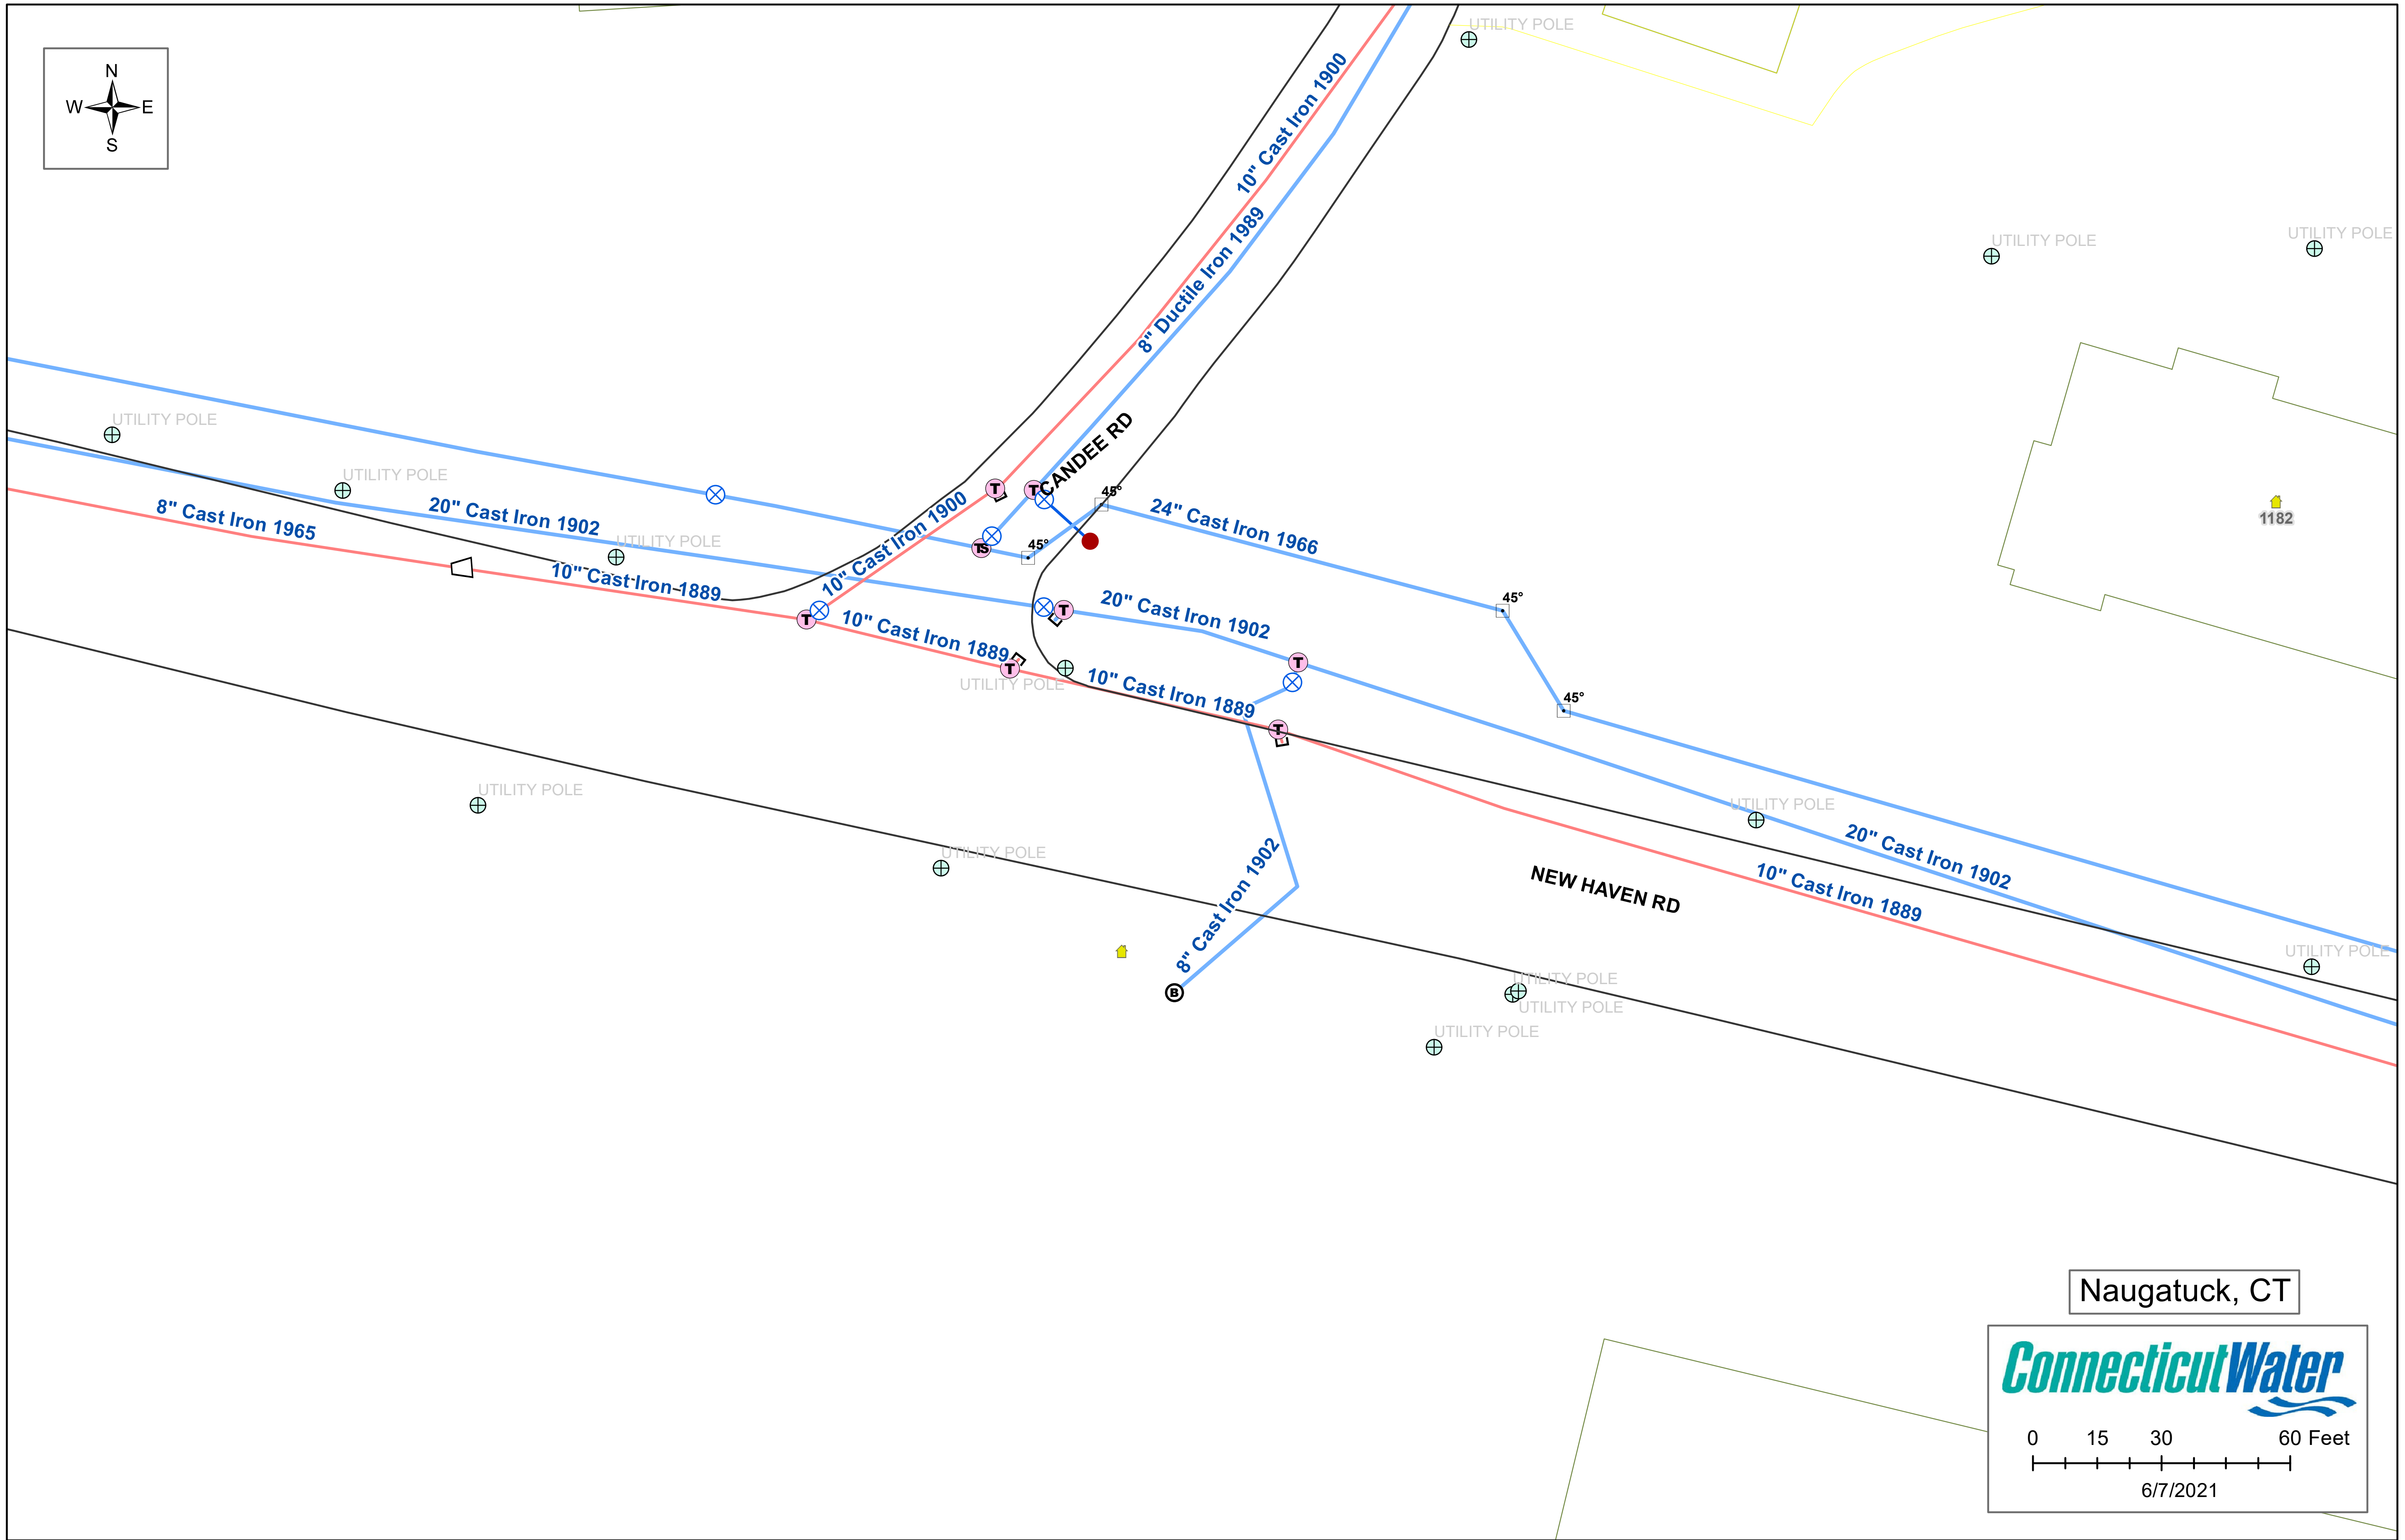 UTILITY POLE
N
W E
S
10" Cast Iron 1900
8" Ductile Iron 1989
UTILITY POLE
UTILITY POLE
UTILITY POLE
UTILITY POLE
CANDEE RD
T
T
45°
8" Cast Iron 1965
20" Cast Iron 1902
10" Cast Iron 1900
24" Cast Iron 1966
1182
UTILITY POLE
TS
45°
10" Cast Iron 1889
T
10" Cast Iron 1889
T
20" Cast Iron 1902
45°
T
T
UTILITY POLE
10" Cast Iron 1889
45°
T
UTILITY POLE
UTILITY POLE
20" Cast Iron 1902
10" Cast Iron 1889
NEW HAVEN RD
UTILITY POLE
8" Cast Iron 1902
B
UTILITY POLE
UTILITY POLE
UTILITY POLE
UTILITY POLE
Naugatuck, CT
ConnecticutWater
0 15 30 60 Feet
6/7/2021